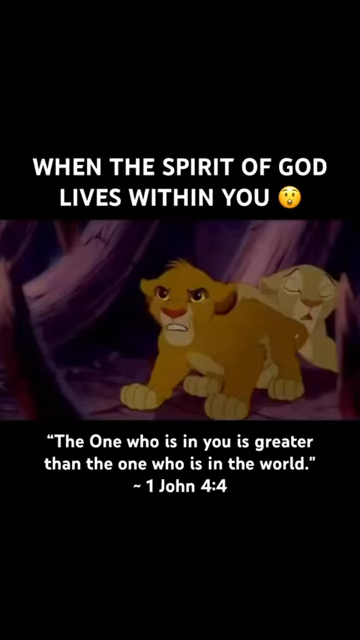 WHEN THE SPIRIT OF GOD
LIVES WITHIN YOU 😲
“The One who is in you is greater
than the one who is in the world."
~ 1 John 4:4